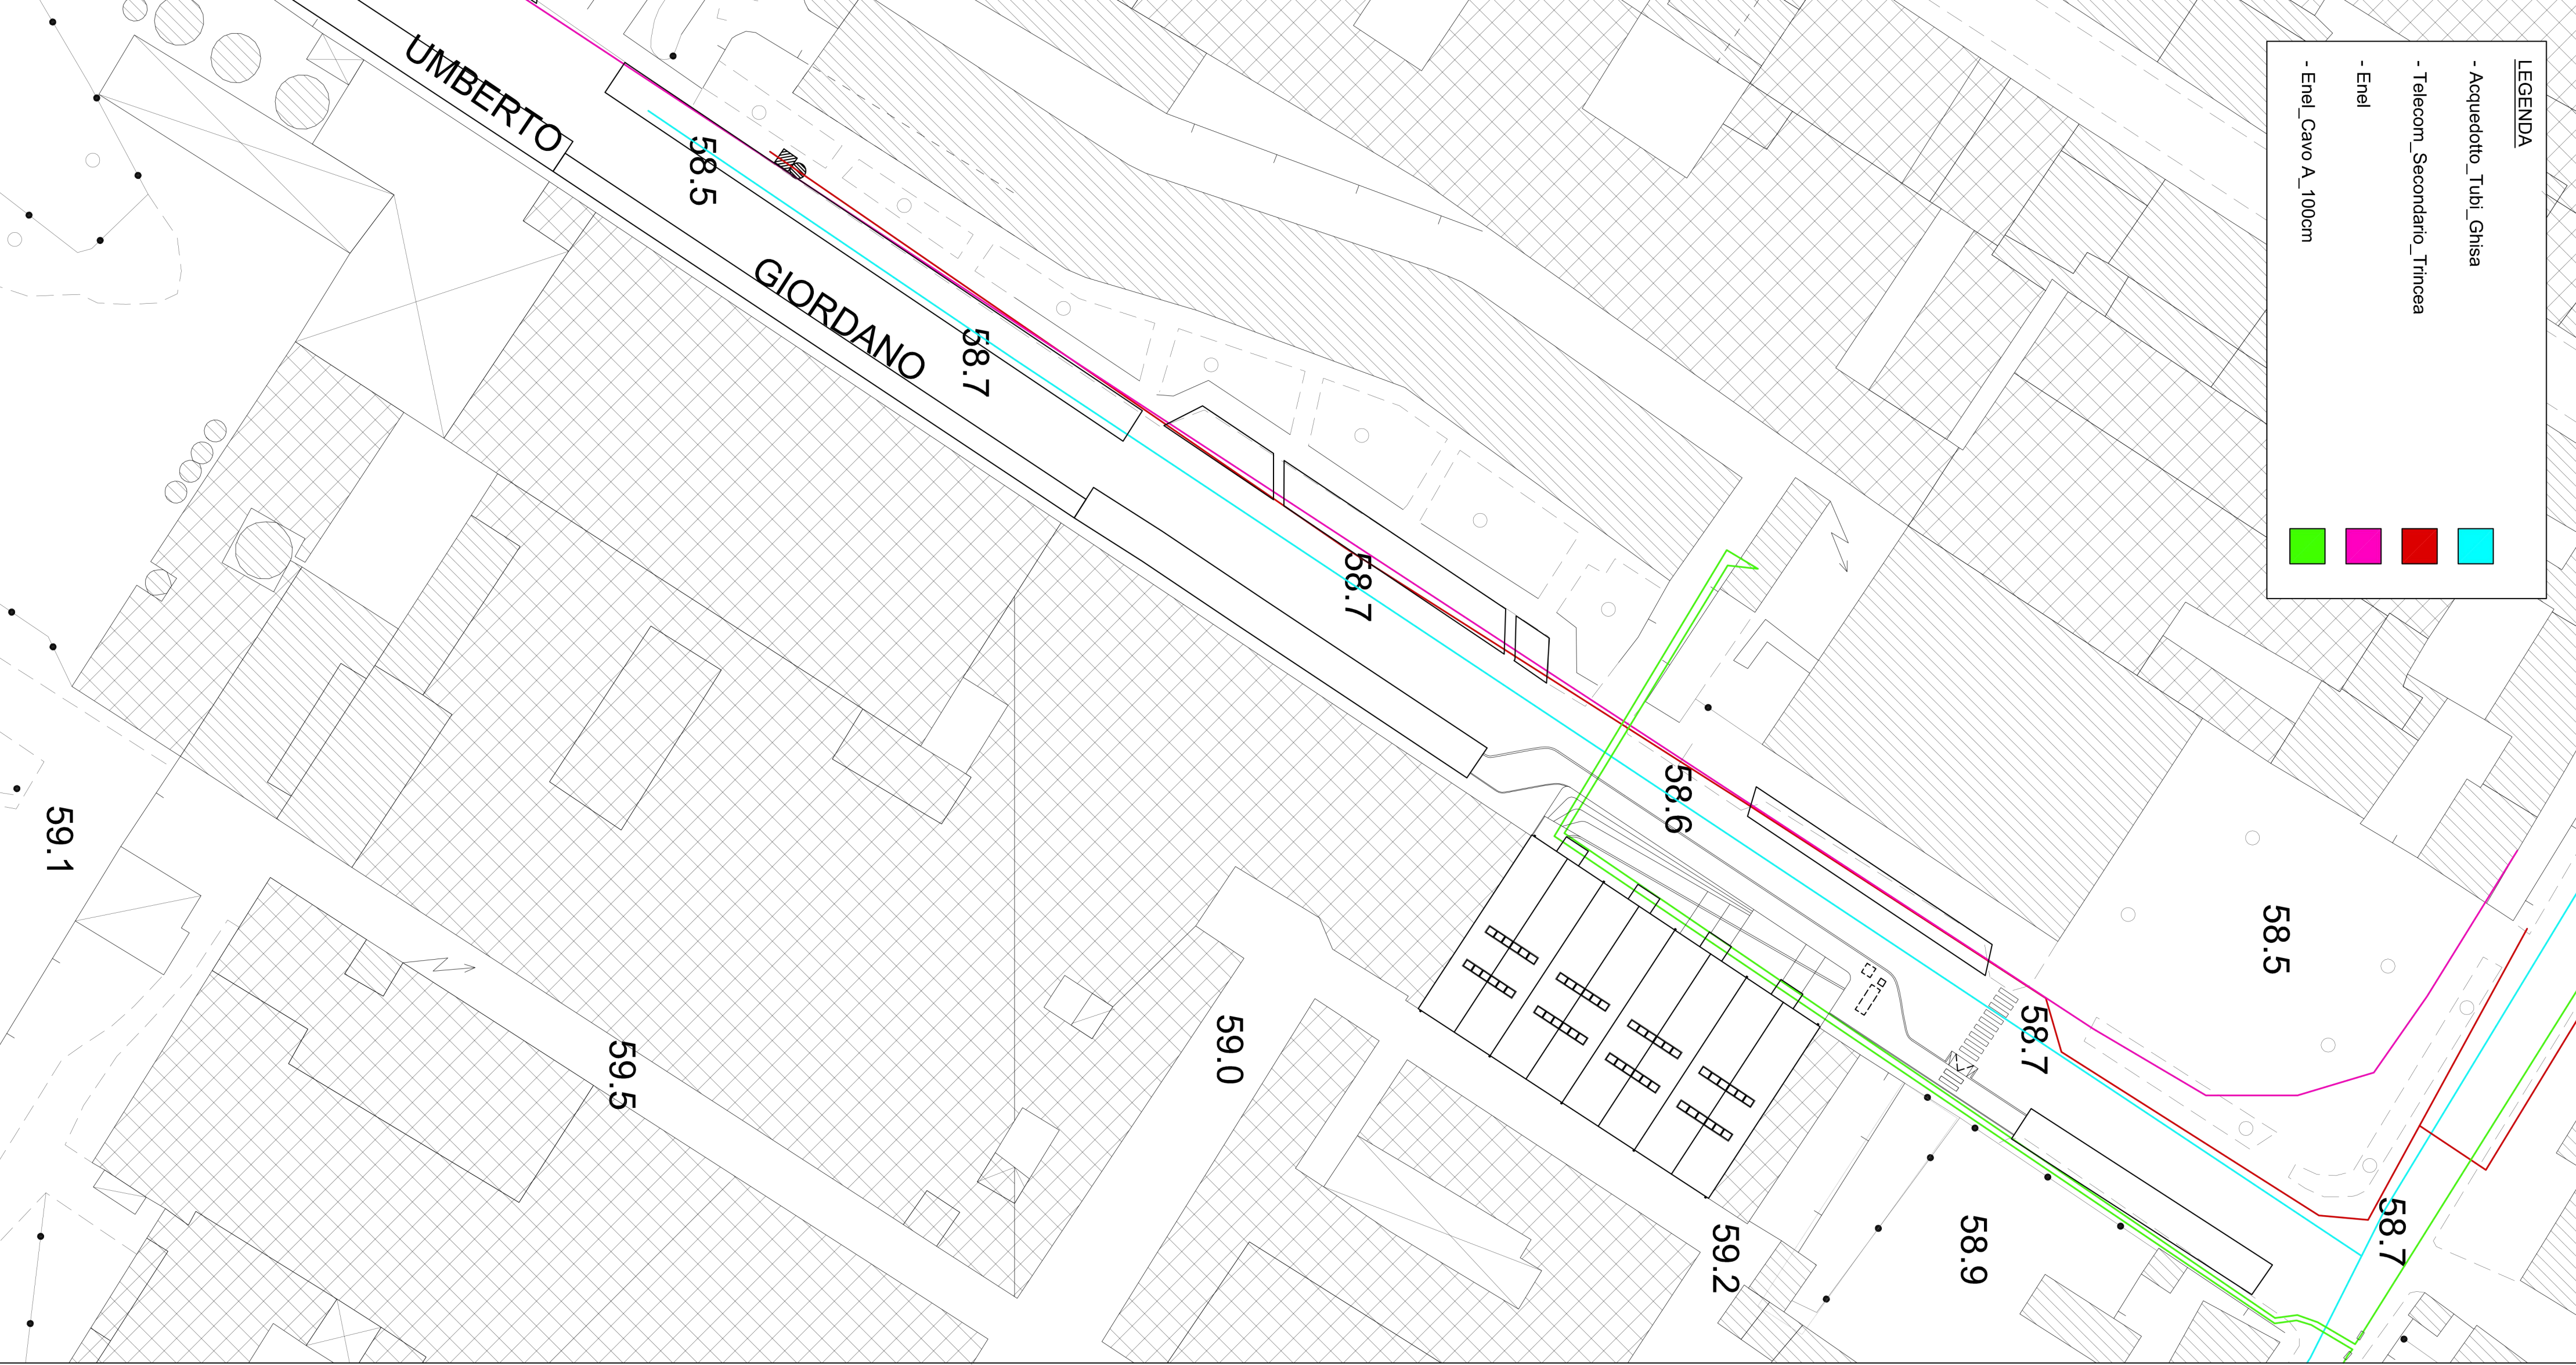 LEGENDA
- Acquedotto_Tubi_Ghisa
- Telecom_Secondario_Trincea
- Enel
- Enel_Cavo A_100cm
UMBERTO
GIORDANO
58.5
58.7
58.7
58.6
58.5
58.7
58.7
58.9
59.2
59.0
59.5
59.1